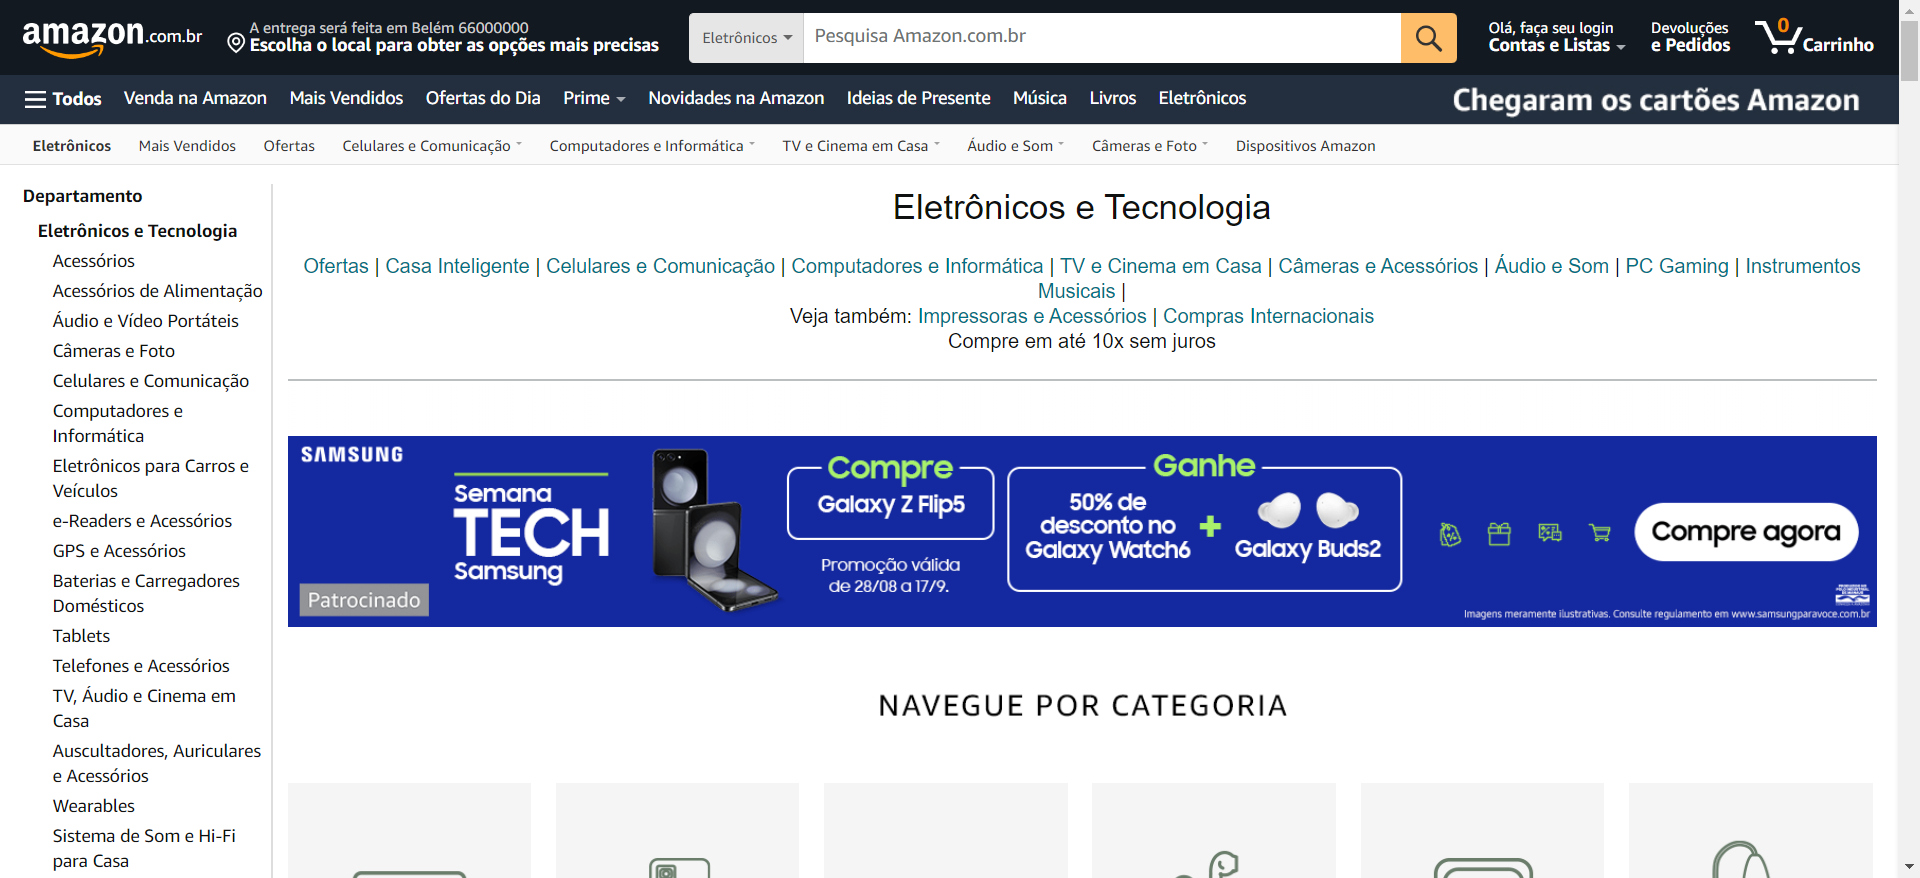 amazon.com.br
A entrega será feita em Belém 66000000
Escolha o local para obter as opções mais precisas
Eletrônicos
Pesquisa Amazon.com.br
Olá, faça seu login
Contas e Listas
Devoluções
e Pedidos
0
Carrinho
Todos
Venda na Amazon
Mais Vendidos
Ofertas do Dia
Prime
Novidades na Amazon
Ideias de Presente
Música
Livros
Eletrônicos
Chegaram os cartões Amazon
Eletrônicos
Mais Vendidos
Ofertas
Celulares e Comunicação
Computadores e Informática
TV e Cinema em Casa
Áudio e Som
Câmeras e Foto
Dispositivos Amazon
Departamento
Eletrônicos e Tecnologia
Acessórios
Acessórios de Alimentação
Áudio e Vídeo Portáteis
Câmeras e Foto
Celulares e Comunicação
Computadores e
Informática
Eletrônicos para Carros e
Veículos
e-Readers e Acessórios
GPS e Acessórios
Baterias e Carregadores
Domésticos
Tablets
Telefones e Acessórios
TV, Áudio e Cinema em
Casa
Auscultadores, Auriculares
e Acessórios
Wearables
Sistema de Som e Hi-Fi
para Casa
Eletrônicos e Tecnologia
Ofertas | Casa Inteligente | Celulares e Comunicação | Computadores e Informática | TV e Cinema em Casa | Câmeras e Acessórios | Áudio e Som | PC Gaming | Instrumentos
Musicais |
Veja também: Impressoras e Acessórios | Compras Internacionais
Compre em até 10x sem juros
SAMSUNG
Semana
TECH
Samsung
Patrocinado
Compre
Galaxy Z Flip5
Promoção válida
de 28/08 a 17/9.
Ganhe
50% de
desconto no
Galaxy Watch6
+
Galaxy Buds2
Compre agora
Imagens meramente ilustrativas. Consulte regulamento em www.samsungparavoce.com.br
NAVEGUE POR CATEGORIA